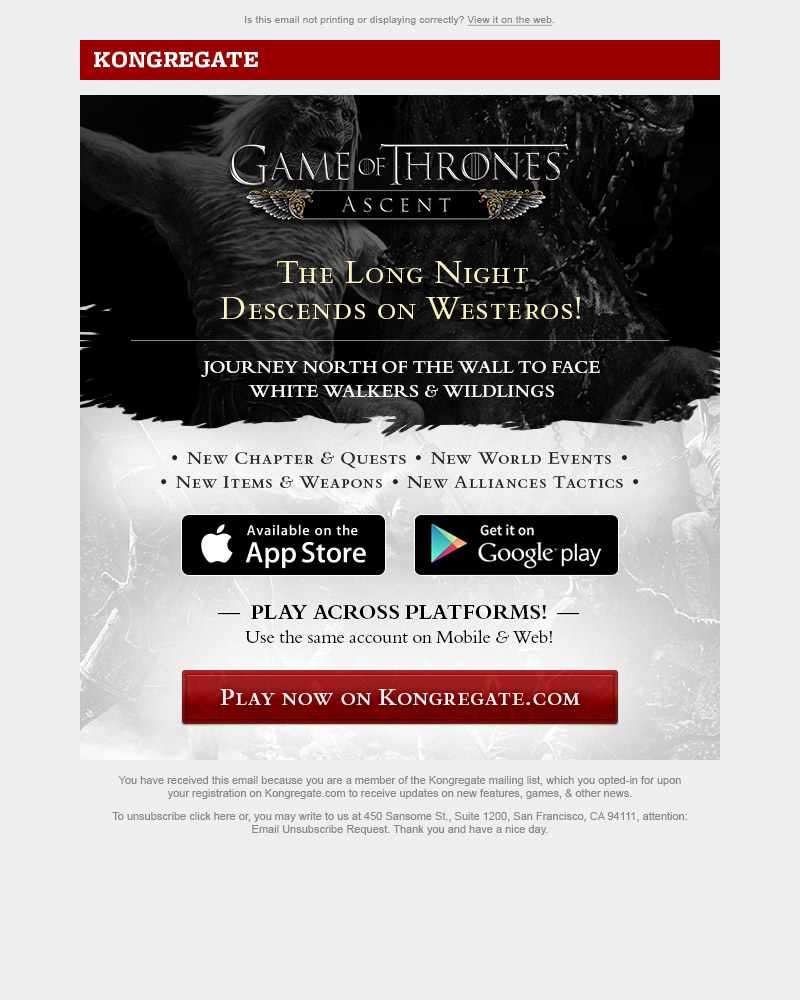 Is this email not printing or displaying correctly? View it on the web.
KONGREGATE
GAME OF THRONES
ASCENT
The Long Night
Descends on Westeros!
JOURNEY NORTH OF THE WALL TO FACE
WHITE WALKERS & WILDLINGS
• New Chapter & Quests • New World Events •
• New Items & Weapons • New Alliances Tactics •
Available on the
App Store
Get it on
Google play
— PLAY ACROSS PLATFORMS! —
Use the same account on Mobile & Web!
Play now on Kongregate.com
You have received this email because you are a member of the Kongregate mailing list, which you opted-in for upon
your registration on Kongregate.com to receive updates on new features, games, & other news.
To unsubscribe click here or, you may write to us at 450 Sansome St., Suite 1200, San Francisco, CA 94111, attention:
Email Unsubscribe Request. Thank you and have a nice day.